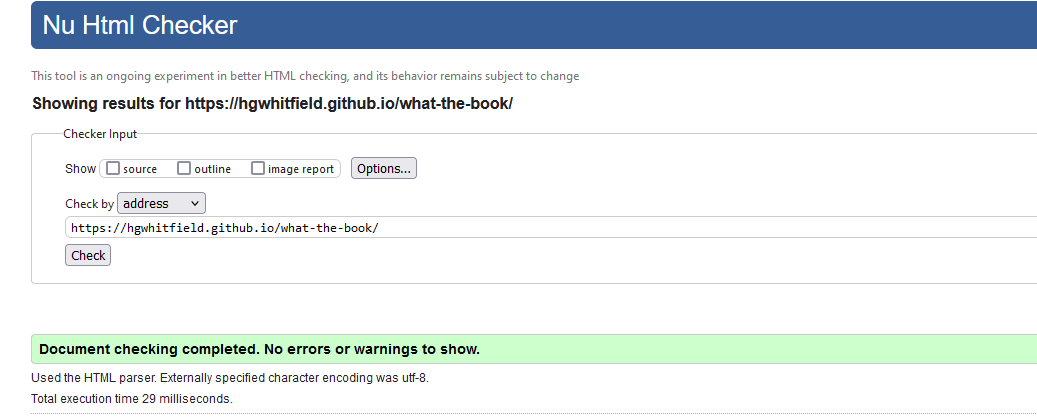 Nu Html Checker
This tool is an ongoing experiment in better HTML checking, and its behavior remains subject to change
Showing results for https://hgwhitfield.github.io/what-the-book/
Checker Input
Show source outline image report Options...
Check by address
https://hgwhitfield.github.io/what-the-book/
Check
Document checking completed. No errors or warnings to show.
Used the HTML parser. Externally specified character encoding was utf-8.
Total execution time 29 milliseconds.